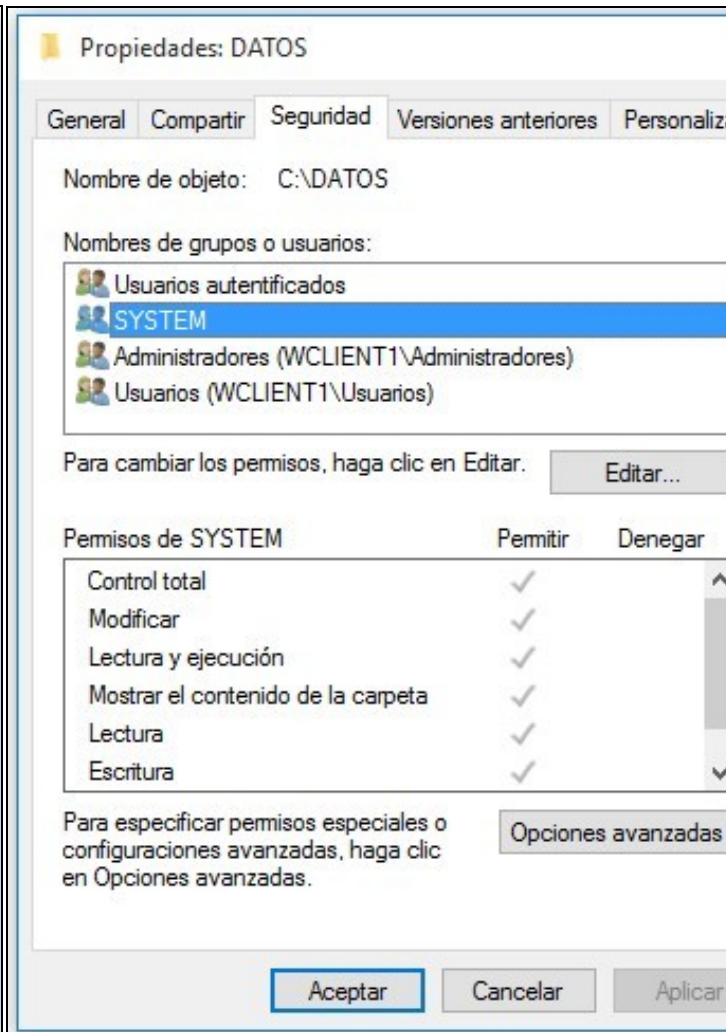 Propiedades: DATOS
General Compartir Seguridad Versiones anteriores Personaliza
Nombre de objeto: C:\DATOS
Nombres de grupos o usuarios:
Usuarios autentificados
SYSTEM
Administradores (WCLIENT1\Administradores)
Usuarios (WCLIENT1\Usuarios)
Para cambiar los permisos, haga clic en Editar. Editar...
Permisos de SYSTEM Permitir Denegar
Control total
Modificar
Lectura y ejecución
Mostrar el contenido de la carpeta
Lectura
Escritura
Para especificar permisos especiales o
configuraciones avanzadas, haga clic
en Opciones avanzadas.
Opciones avanzadas
Aceptar Cancelar Aplicar